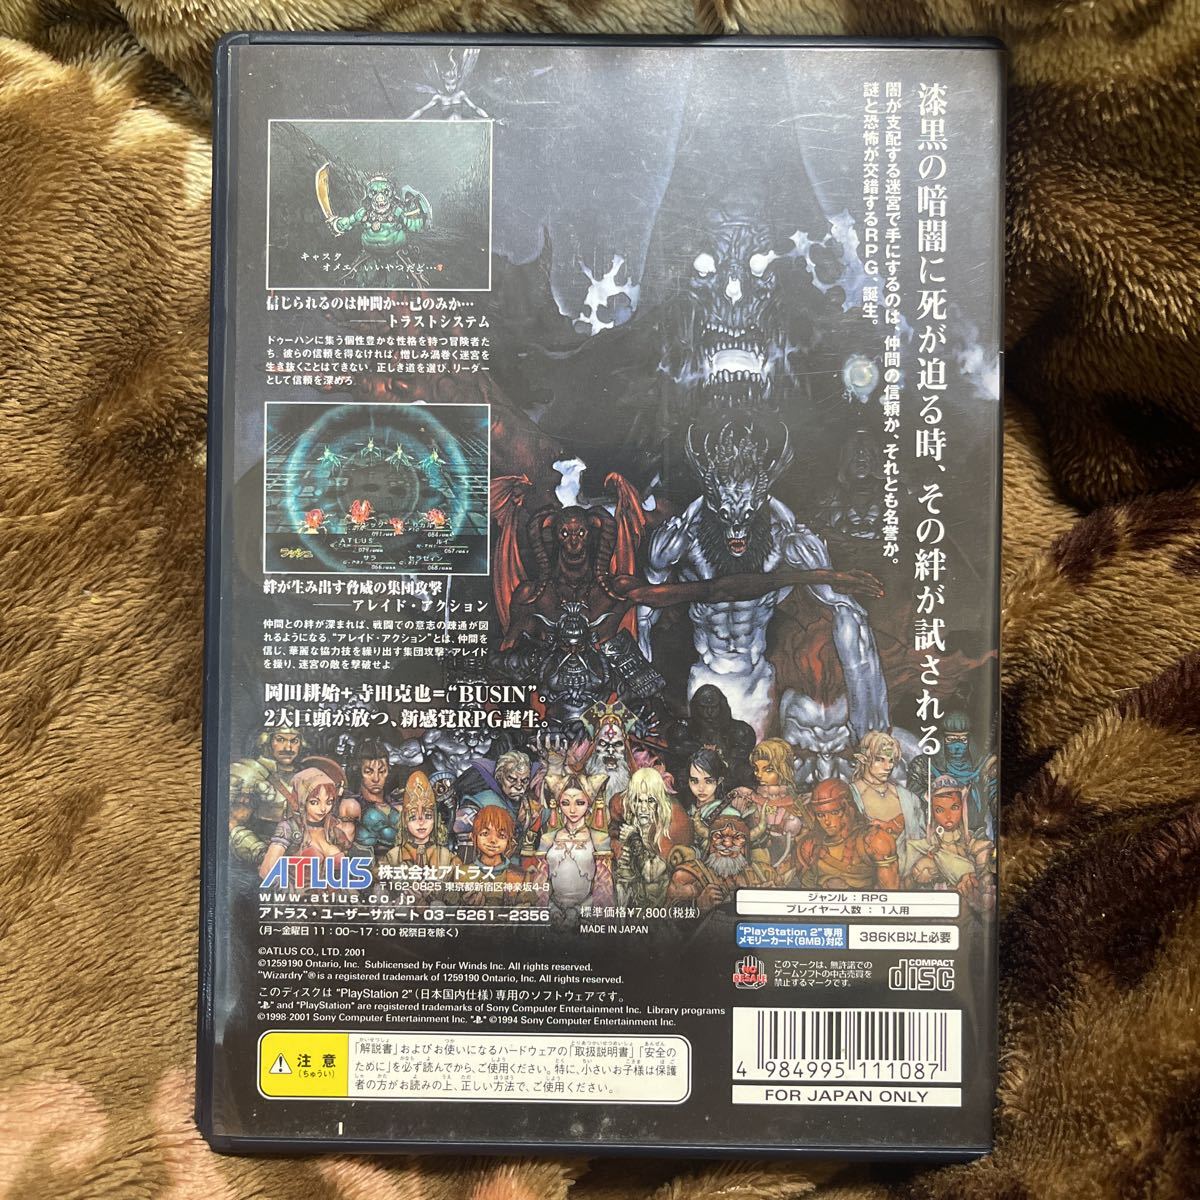 漆黒の暗闇に死が迫る時、その絆が試される――。
闇が支配する迷宮で手にするのは、仲間の信頼か、それとも名誉か。
謎と恐怖が交錯するRPG、誕生。
キャスタ
オメエ、いいやつだど…
信じられるのは仲間か…己のみか…
――トラストシステム
ドゥーハンに集う個性豊かな性格を持つ冒険者た
ち。彼らの信頼を得なければ、憎しみ渦巻く迷宮を
生き抜くことはできない。正しき道を選び、リーダー
として信頼を深めろ。
ATLUS
ルイ
サラ
セラゼィン
ラッシュ
絆が生み出す脅威の集団攻撃
――アレイド・アクション
仲間との絆が深まれば、戦闘での意志の疎通が図
れるようになる。"アレイド・アクション"とは、仲間を
信じ、華麗な協力技を繰り出す集団攻撃。アレイド
を操り、迷宮の敵を撃破せよ。
岡田耕始+寺田克也="BUSIN"。
2大巨頭が放つ、新感覚RPG誕生。
ATLUS 株式会社アトラス
〒162-0825 東京都新宿区神楽坂4-8
www.atlus.co.jp
アトラス・ユーザーサポート 03-5261-2356
(月~金曜日 11:00~17:00 祝祭日を除く)
標準価格¥7,800(税抜)
MADE IN JAPAN
ジャンル:RPG
プレイヤー人数:1人用
"PlayStation 2"専用
メモリーカード(8MB)対応
386KB以上必要
NO RESALE
このマークは、無許諾での
ゲームソフトの中古売買を
禁止するマークです。
COMPACT
disc
©ATLUS CO., LTD. 2001
©1259190 Ontario, Inc. Sublicensed by Four Winds Inc. All rights reserved.
"Wizardry"® is a registered trademark of 1259190 Ontario, Inc. All rights reserved.
このディスクは "PlayStation 2"(日本国内仕様)専用のソフトウェアです。
" " and "PlayStation" are registered trademarks of Sony Computer Entertainment Inc. Library programs
©1998-2001 Sony Computer Entertainment Inc. " " ©1994 Sony Computer Entertainment Inc.
注意
(ちゅうい)
「解説書」およびお使いになるハードウェアの「取扱説明書」「安全の
ために」を必ず読んでから、ご使用ください。特に、小さいお子様は保護
者の方がお読みの上、正しい方法で、ご使用ください。
4 984995 111087
FOR JAPAN ONLY